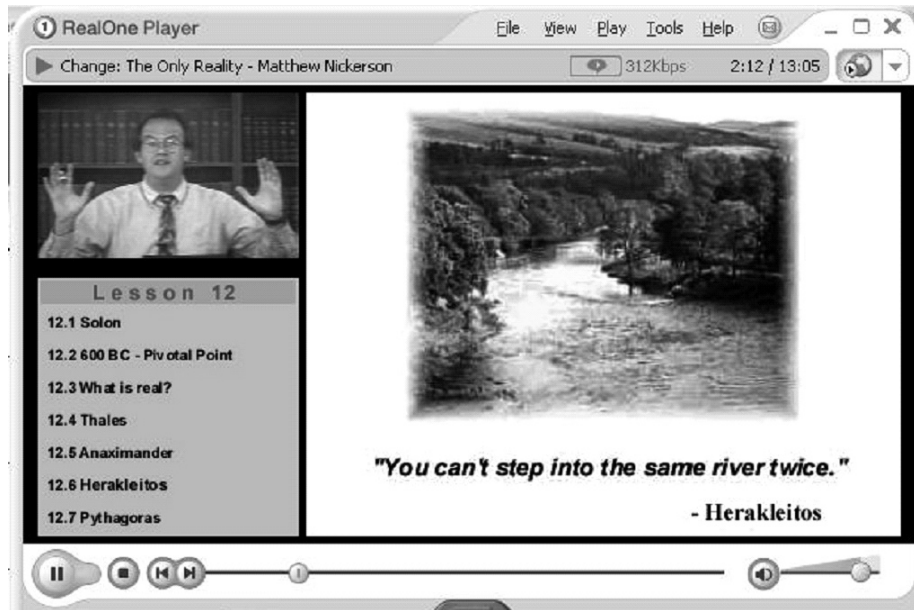 RealOne Player
File View Play Tools Help
Change: The Only Reality - Matthew Nickerson
312Kbps
2:12 / 13:05
Lesson 12
12.1 Solon
12.2 600 BC - Pivotal Point
12.3 What is real?
12.4 Thales
12.5 Anaximander
12.6 Herakleitos
12.7 Pythagoras
"You can't step into the same river twice."
- Herakleitos